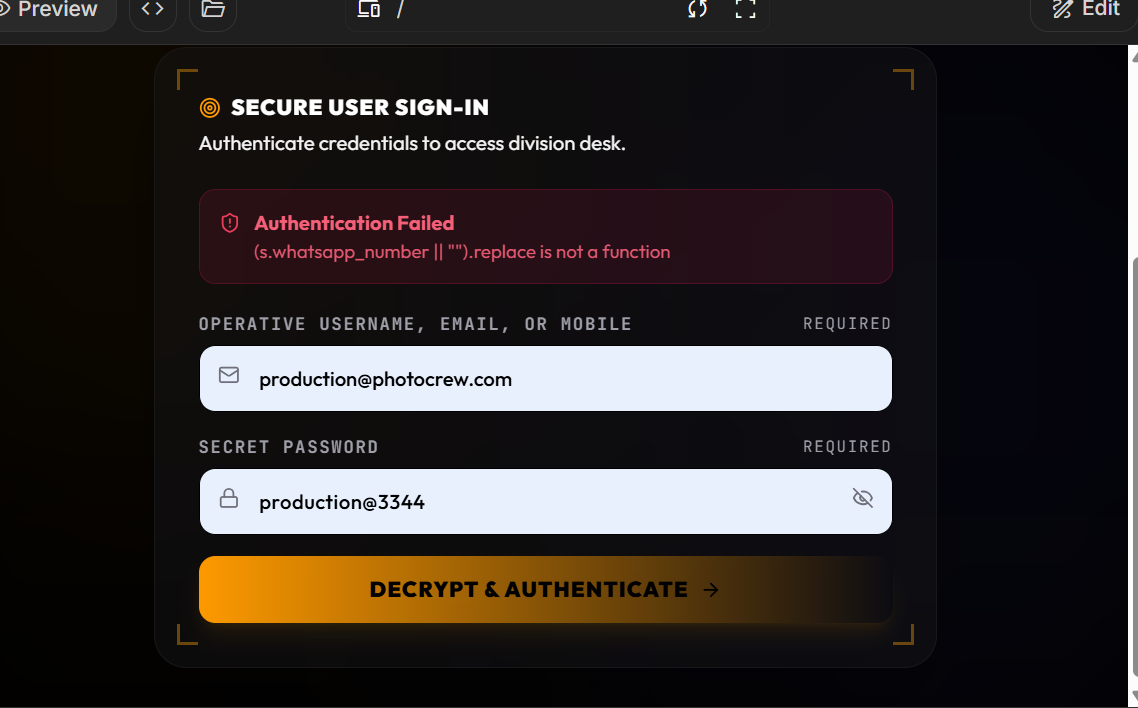 Preview
/
Edit
SECURE USER SIGN-IN
Authenticate credentials to access division desk.
Authentication Failed
(s.whatsapp_number || "").replace is not a function
OPERATIVE USERNAME, EMAIL, OR MOBILE
REQUIRED
production@photocrew.com
SECRET PASSWORD
REQUIRED
production@3344
DECRYPT & AUTHENTICATE →